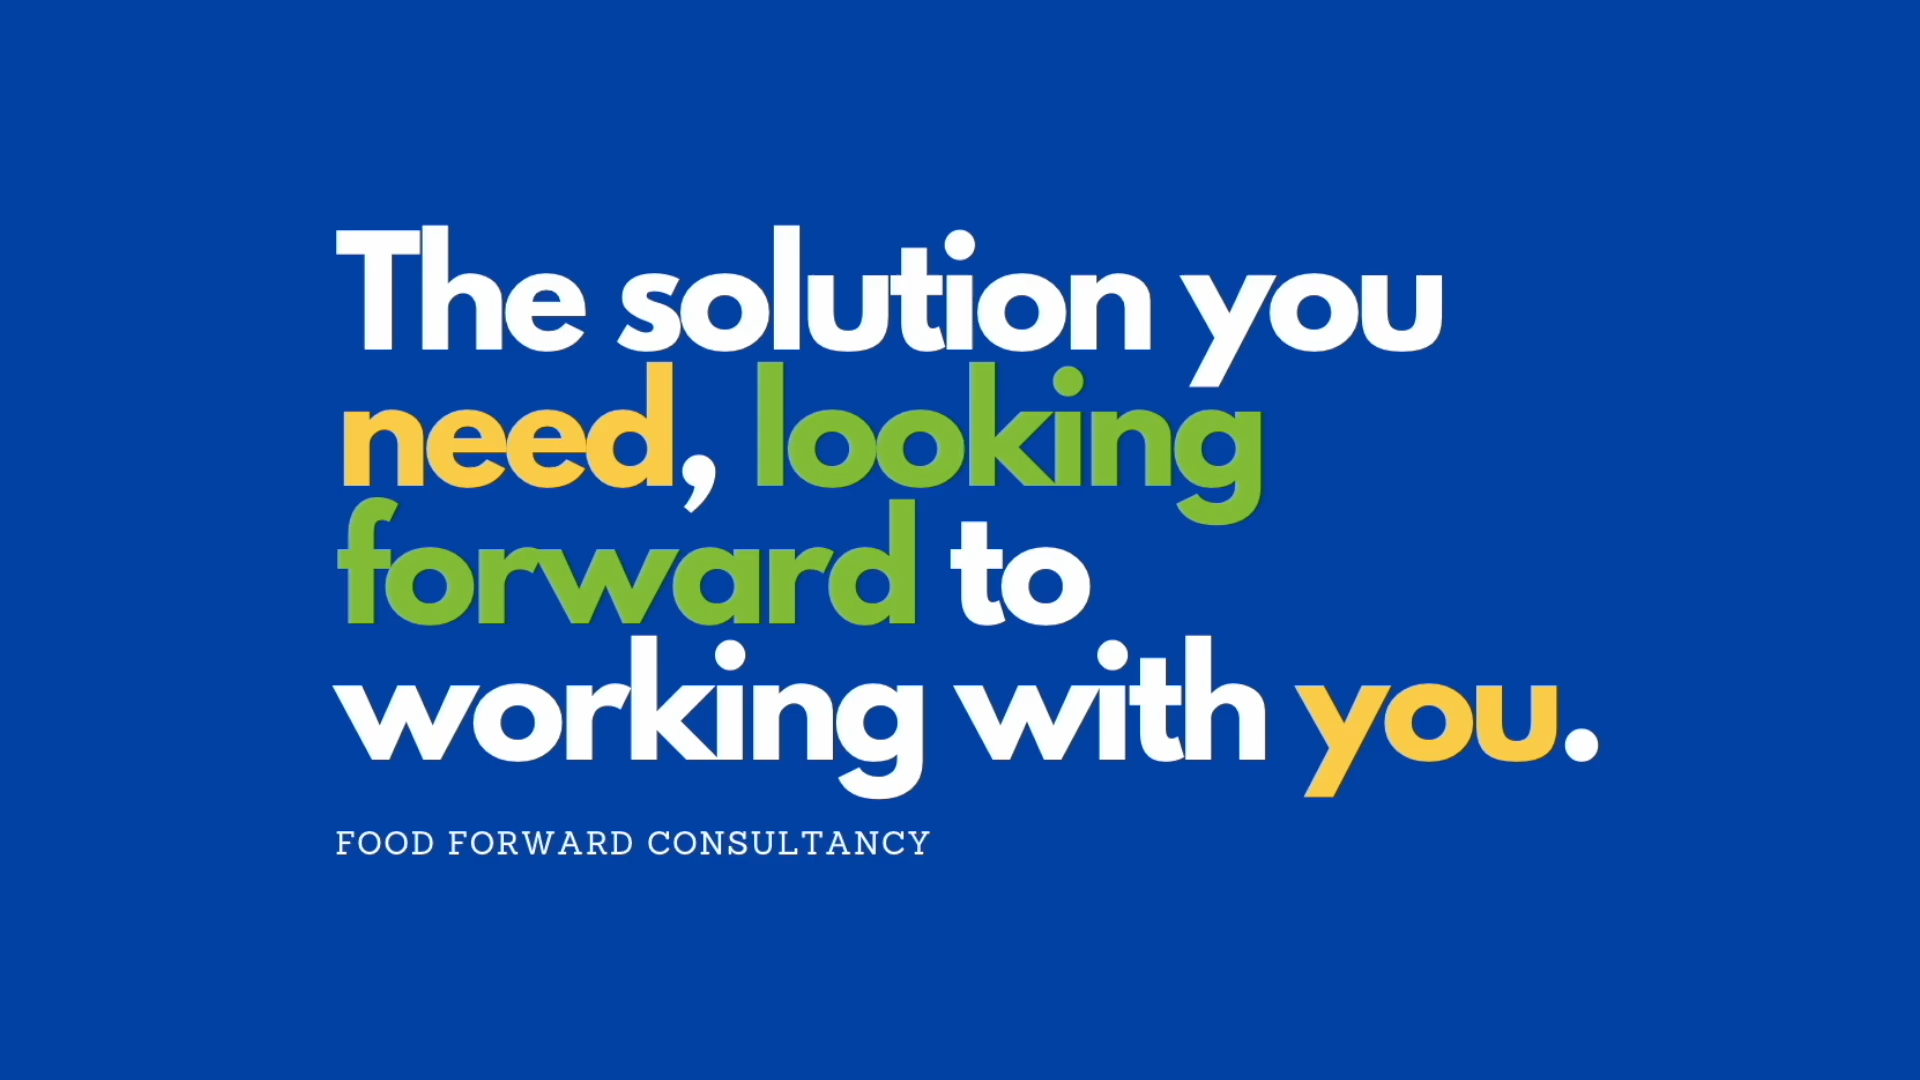 The solution you
need, looking
forward to
working with you.
FOOD FORWARD CONSULTANCY